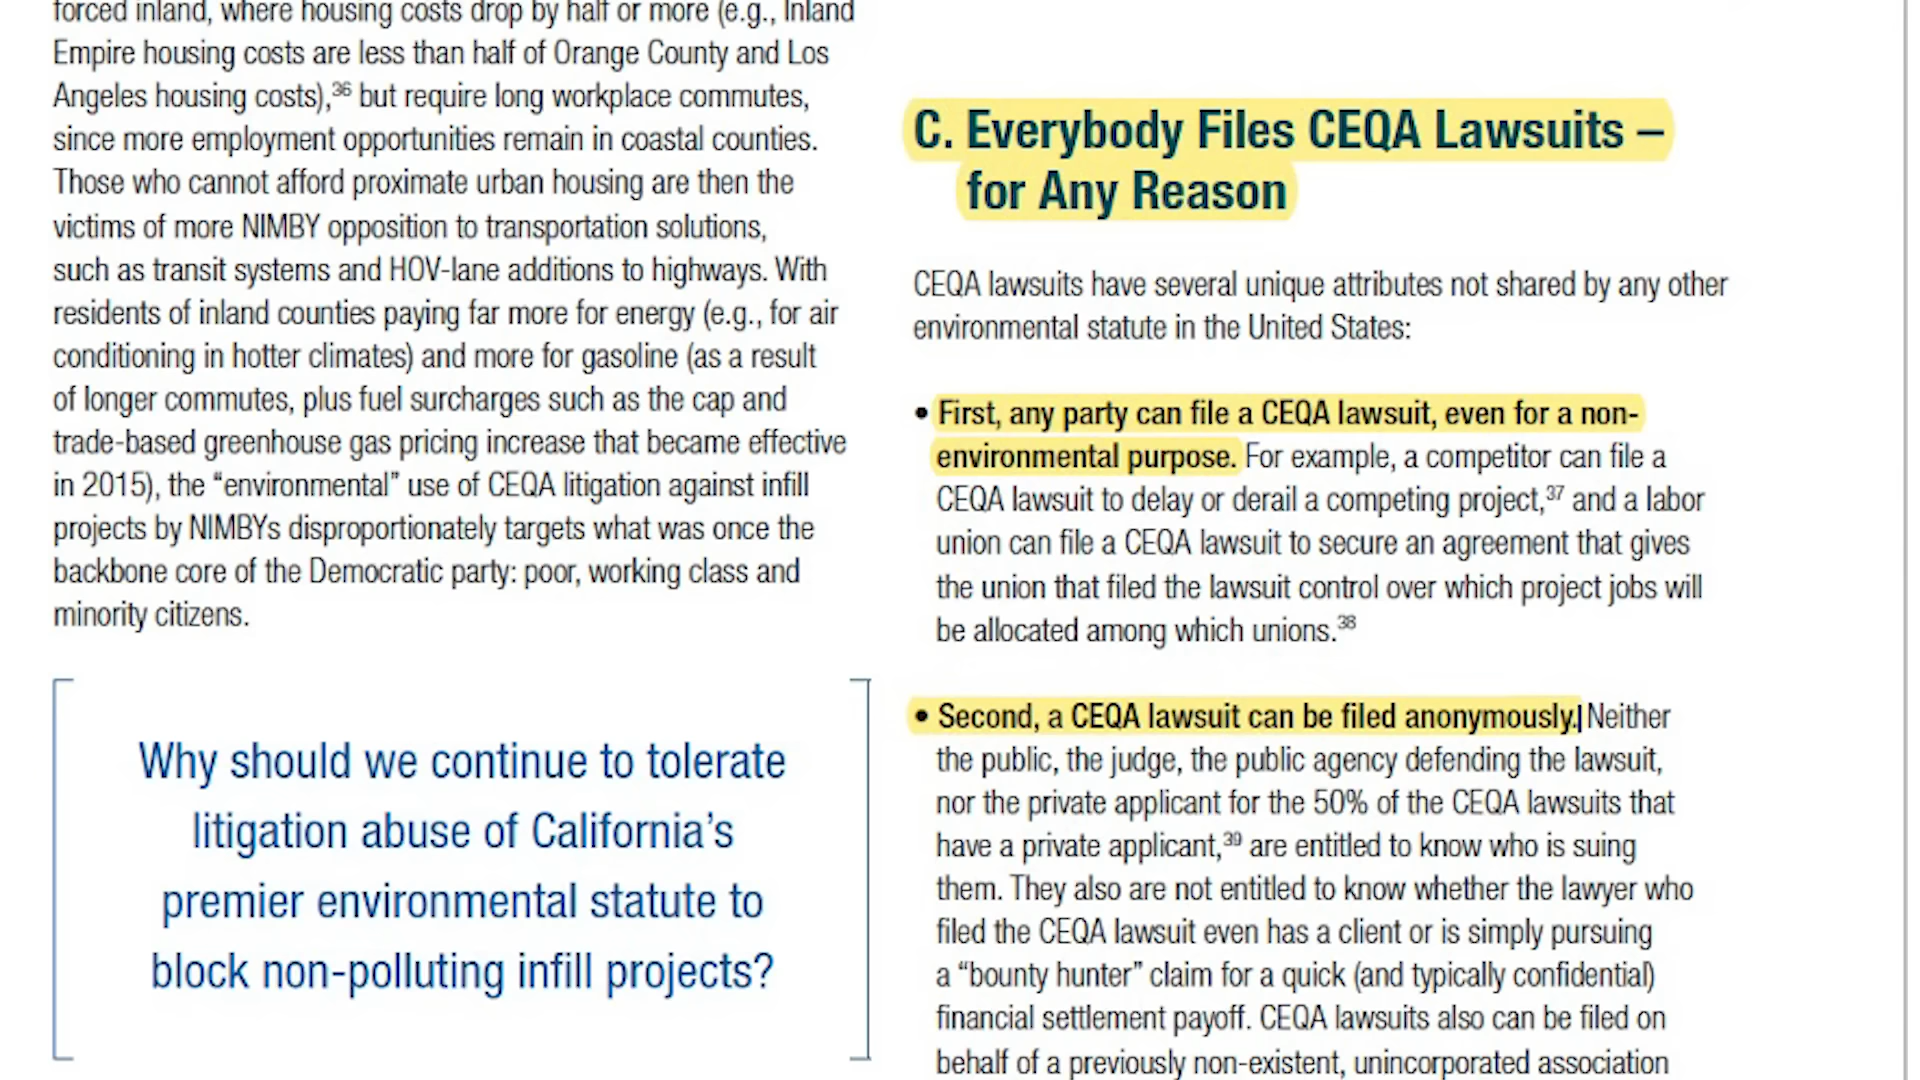 forced inland, where housing costs drop by half or more (e.g., Inland
Empire housing costs are less than half of Orange County and Los
Angeles housing costs),36 but require long workplace commutes,
since more employment opportunities remain in coastal counties.
Those who cannot afford proximate urban housing are then the
victims of more NIMBY opposition to transportation solutions,
such as transit systems and HOV-lane additions to highways. With
residents of inland counties paying far more for energy (e.g., for air
conditioning in hotter climates) and more for gasoline (as a result
of longer commutes, plus fuel surcharges such as the cap and
trade-based greenhouse gas pricing increase that became effective
in 2015), the “environmental” use of CEQA litigation against infill
projects by NIMBYs disproportionately targets what was once the
backbone core of the Democratic party: poor, working class and
minority citizens.
Why should we continue to tolerate
litigation abuse of California’s
premier environmental statute to
block non-polluting infill projects?
C. Everybody Files CEQA Lawsuits –
for Any Reason
CEQA lawsuits have several unique attributes not shared by any other
environmental statute in the United States:
• First, any party can file a CEQA lawsuit, even for a non-
environmental purpose. For example, a competitor can file a
CEQA lawsuit to delay or derail a competing project,37 and a labor
union can file a CEQA lawsuit to secure an agreement that gives
the union that filed the lawsuit control over which project jobs will
be allocated among which unions.38
• Second, a CEQA lawsuit can be filed anonymously. Neither
the public, the judge, the public agency defending the lawsuit,
nor the private applicant for the 50% of the CEQA lawsuits that
have a private applicant,39 are entitled to know who is suing
them. They also are not entitled to know whether the lawyer who
filed the CEQA lawsuit even has a client or is simply pursuing
a “bounty hunter” claim for a quick (and typically confidential)
financial settlement payoff. CEQA lawsuits also can be filed on
behalf of a previously non-existent, unincorporated association